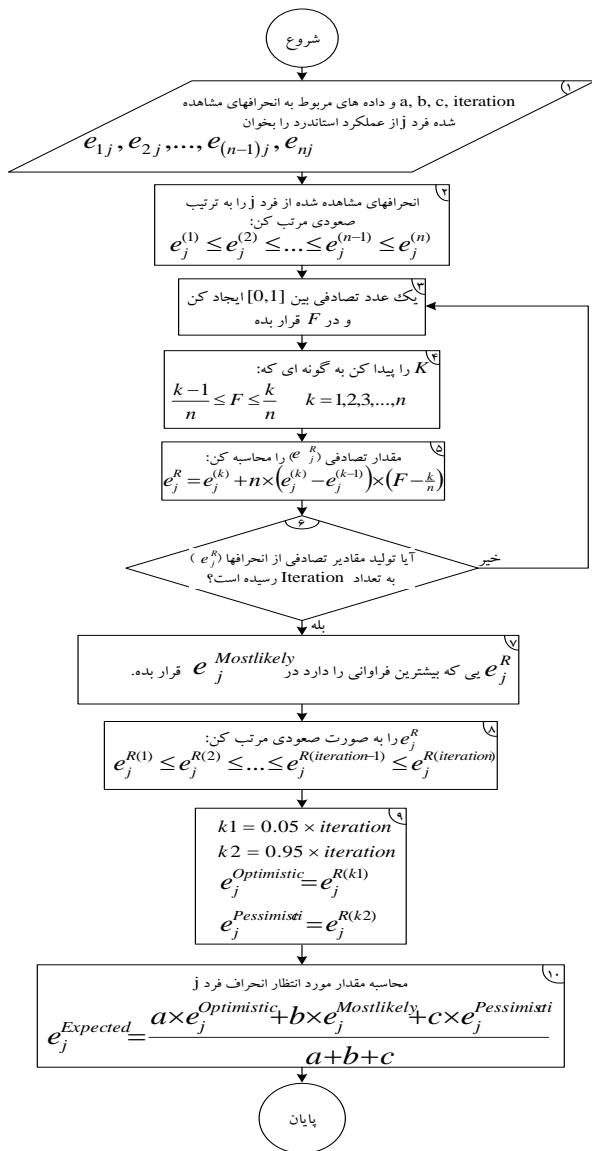 شروع
۱
a, b, c, iteration و داده های مربوط به انحرافهای مشاهده
شده فرد j از عملکرد استاندرد را بخوان
e_{1j}, e_{2j}, ..., e_{(n-1)j}, e_{nj}
۲
انحرافهای مشاهده شده از فرد j را به ترتیب
صعودی مرتب کن:
e_j^{(1)} ≤ e_j^{(2)} ≤ ... ≤ e_j^{(n-1)} ≤ e_j^{(n)}
۳
یک عدد تصادفی بین [0,1] ایجاد کن
و در F قرار بده
۴
K را پیدا کن به گونه ای که:
\frac{k-1}{n} ≤ F ≤ \frac{k}{n} k = 1,2,3,...,n
۵
مقدار تصادفی (e_j^R) را محاسبه کن:
e_j^R = e_j^{(k)} + n × (e_j^{(k)} − e_j^{(k-1)}) × (F − \frac{k}{n})
۶
آیا تولید مقادیر تصادفی از انحرافها (e_j^R)
به تعداد Iteration رسیده است؟
خیر
بله
۷
e_j^R یی که بیشترین فراوانی را دارد در e_j^{Mostlikely} قرار بده.
۸
e_j^R را به صورت صعودی مرتب کن:
e_j^{R(1)} ≤ e_j^{R(2)} ≤ ... ≤ e_j^{R(iteration-1)} ≤ e_j^{R(iteration)}
۹
k1 = 0.05 × iteration
k2 = 0.95 × iteration
e_j^{Optimistic} = e_j^{R(k1)}
e_j^{Pessimisti} = e_j^{R(k2)}
۱۰
محاسبه مقدار مورد انتظار انحراف فرد j
e_j^{Expected} = \frac{a × e_j^{Optimistic} + b × e_j^{Mostlikely} + c × e_j^{Pessimisti}}{a + b + c}
پایان